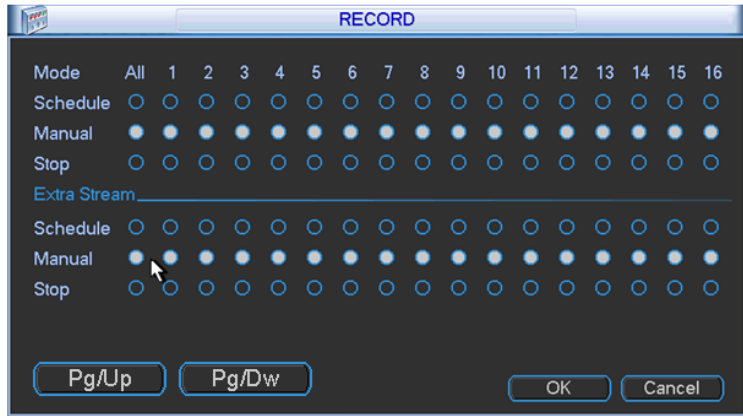 RECORD
Mode All 1 2 3 4 5 6 7 8 9 10 11 12 13 14 15 16
Schedule
Manual
Stop
Extra Stream
Schedule
Manual
Stop
Pg/Up Pg/Dw OK Cancel